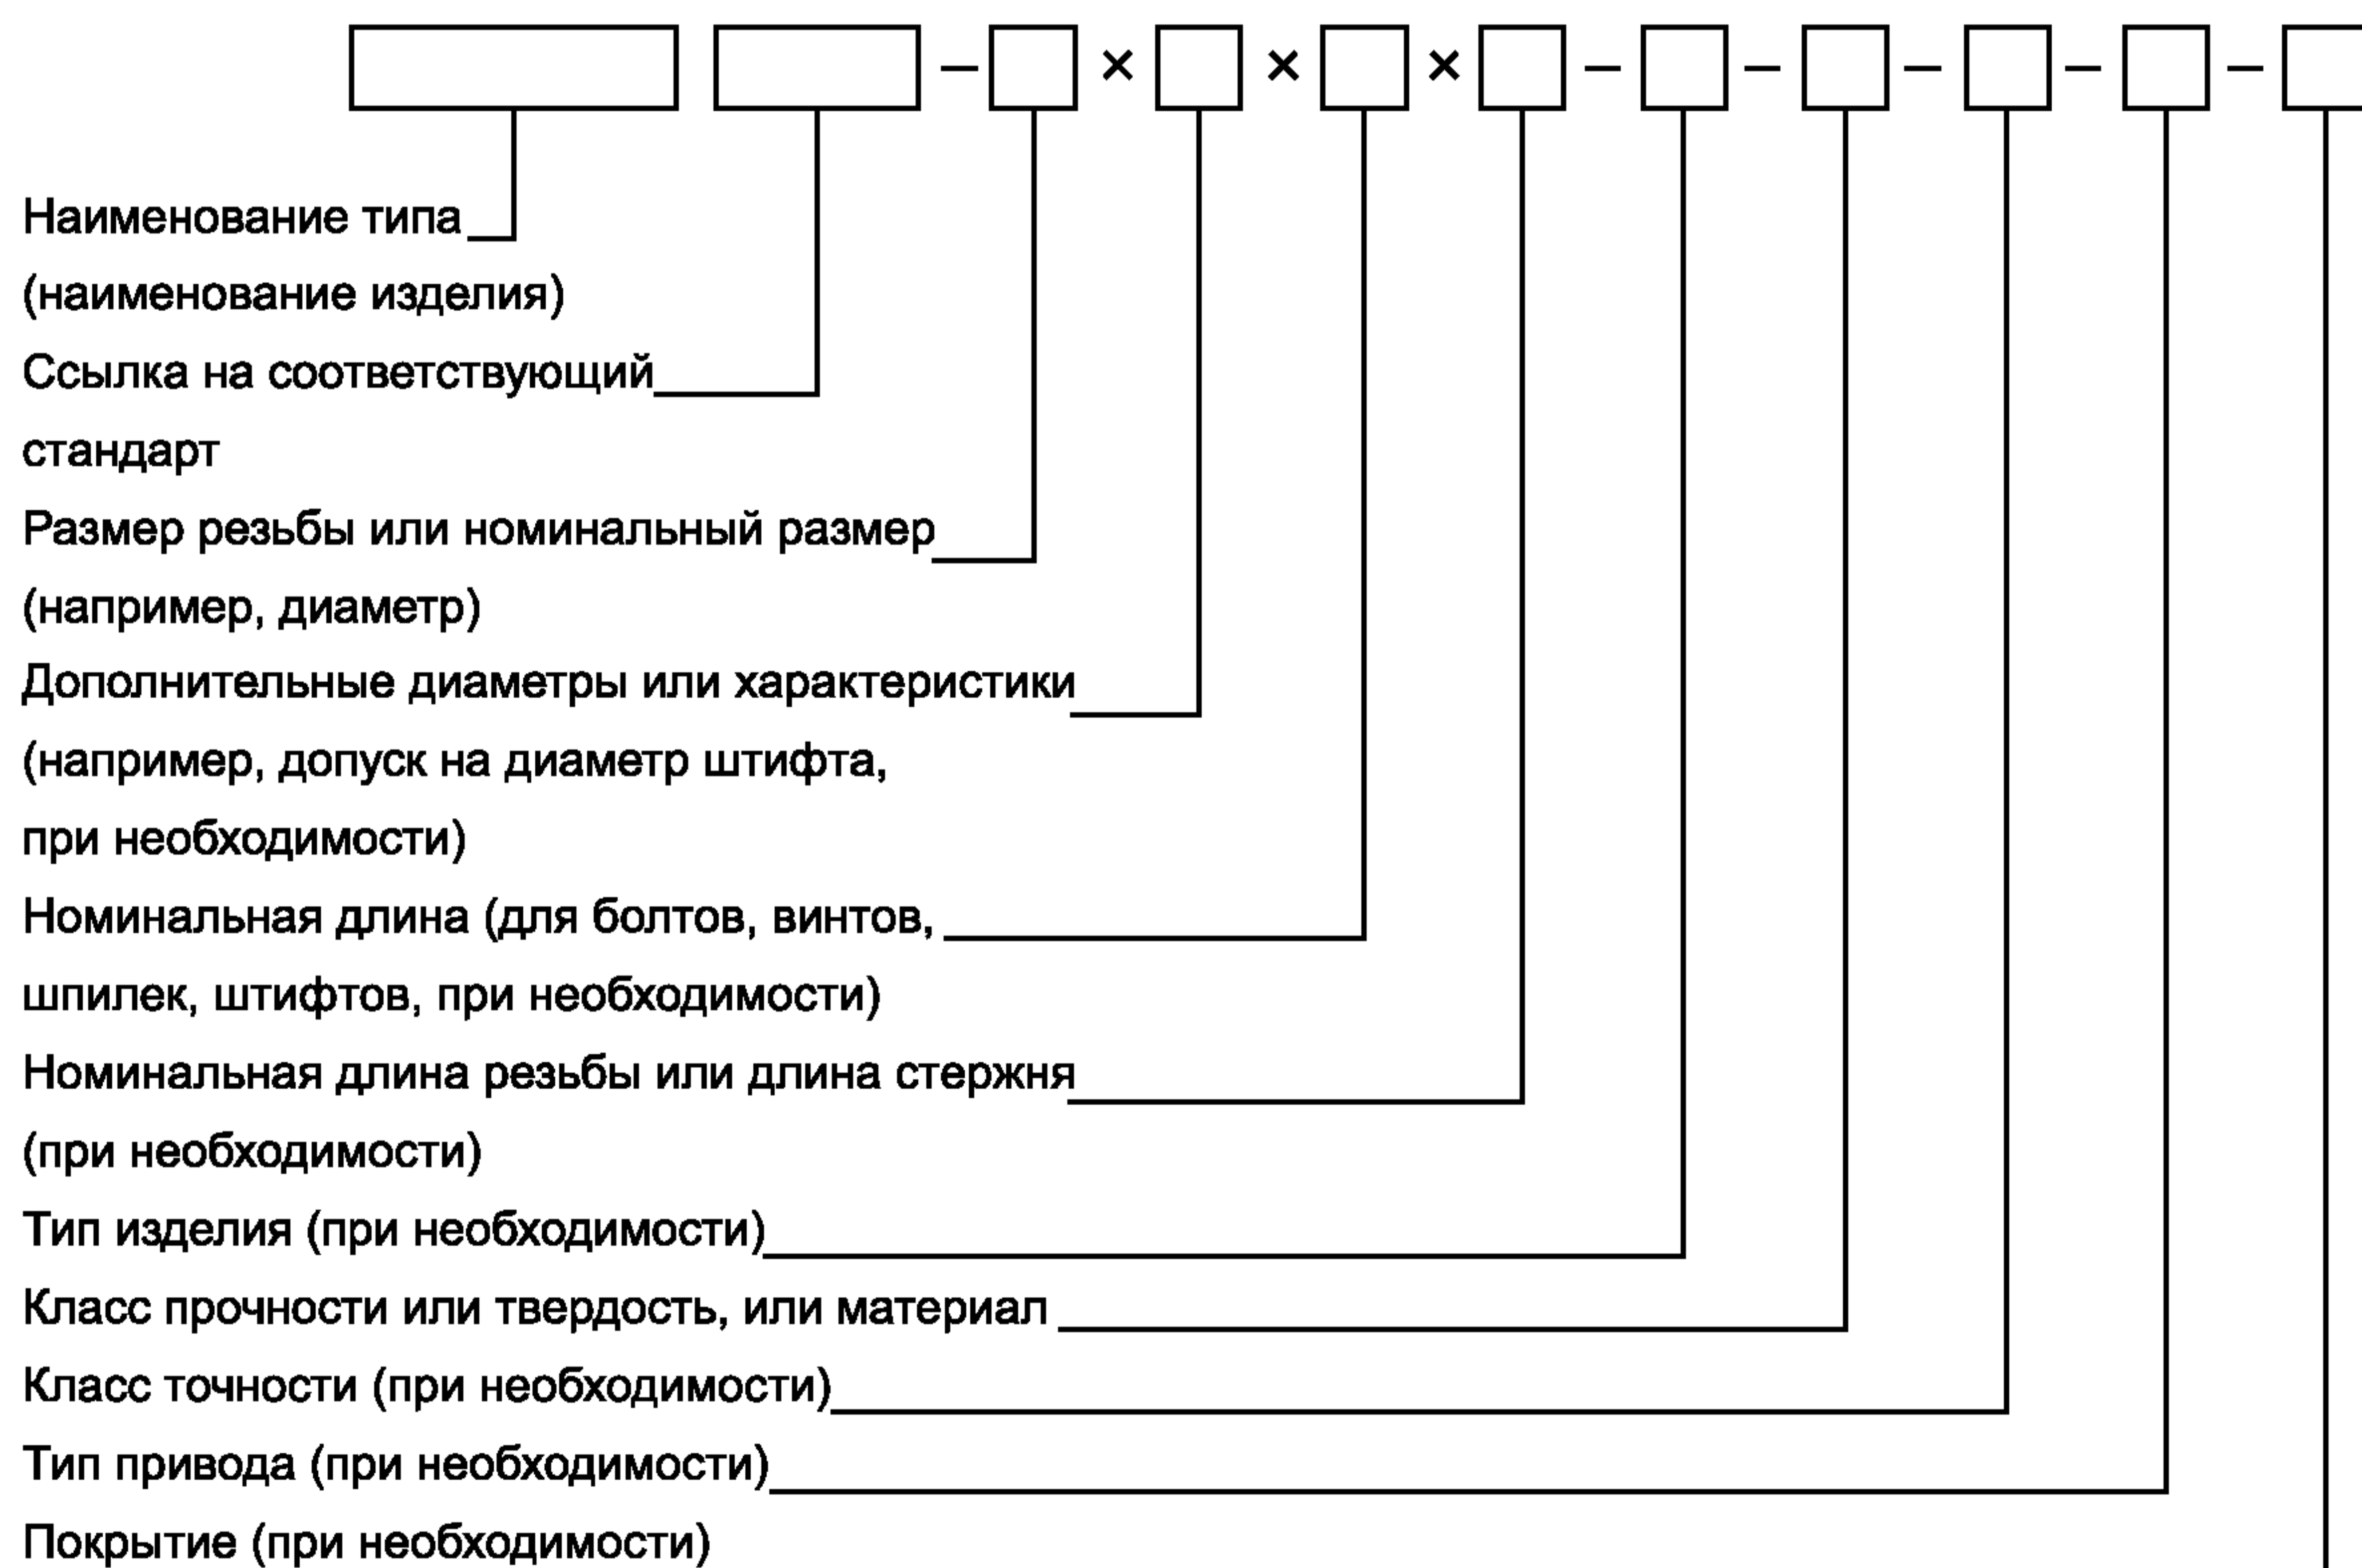 – × × × – – – – –
Наименование типа
(наименование изделия)
Ссылка на соответствующий
стандарт
Размер резьбы или номинальный размер
(например, диаметр)
Дополнительные диаметры или характеристики
(например, допуск на диаметр штифта,
при необходимости)
Номинальная длина (для болтов, винтов,
шпилек, штифтов, при необходимости)
Номинальная длина резьбы или длина стержня
(при необходимости)
Тип изделия (при необходимости)
Класс прочности или твердость, или материал
Класс точности (при необходимости)
Тип привода (при необходимости)
Покрытие (при необходимости)